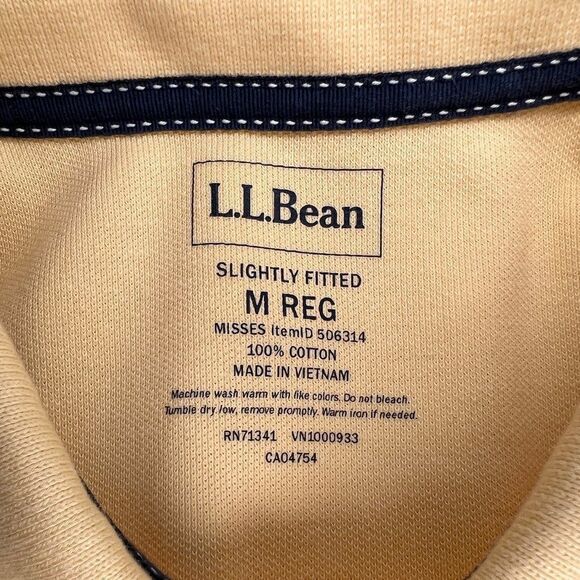 L.L.Bean
SLIGHTLY FITTED
M REG
MISSES ItemID 506314
100% COTTON
MADE IN VIETNAM
Machine wash warm with like colors. Do not bleach.
Tumble dry low, remove promptly. Warm iron if needed.
RN71341 VN1000933
CA04754